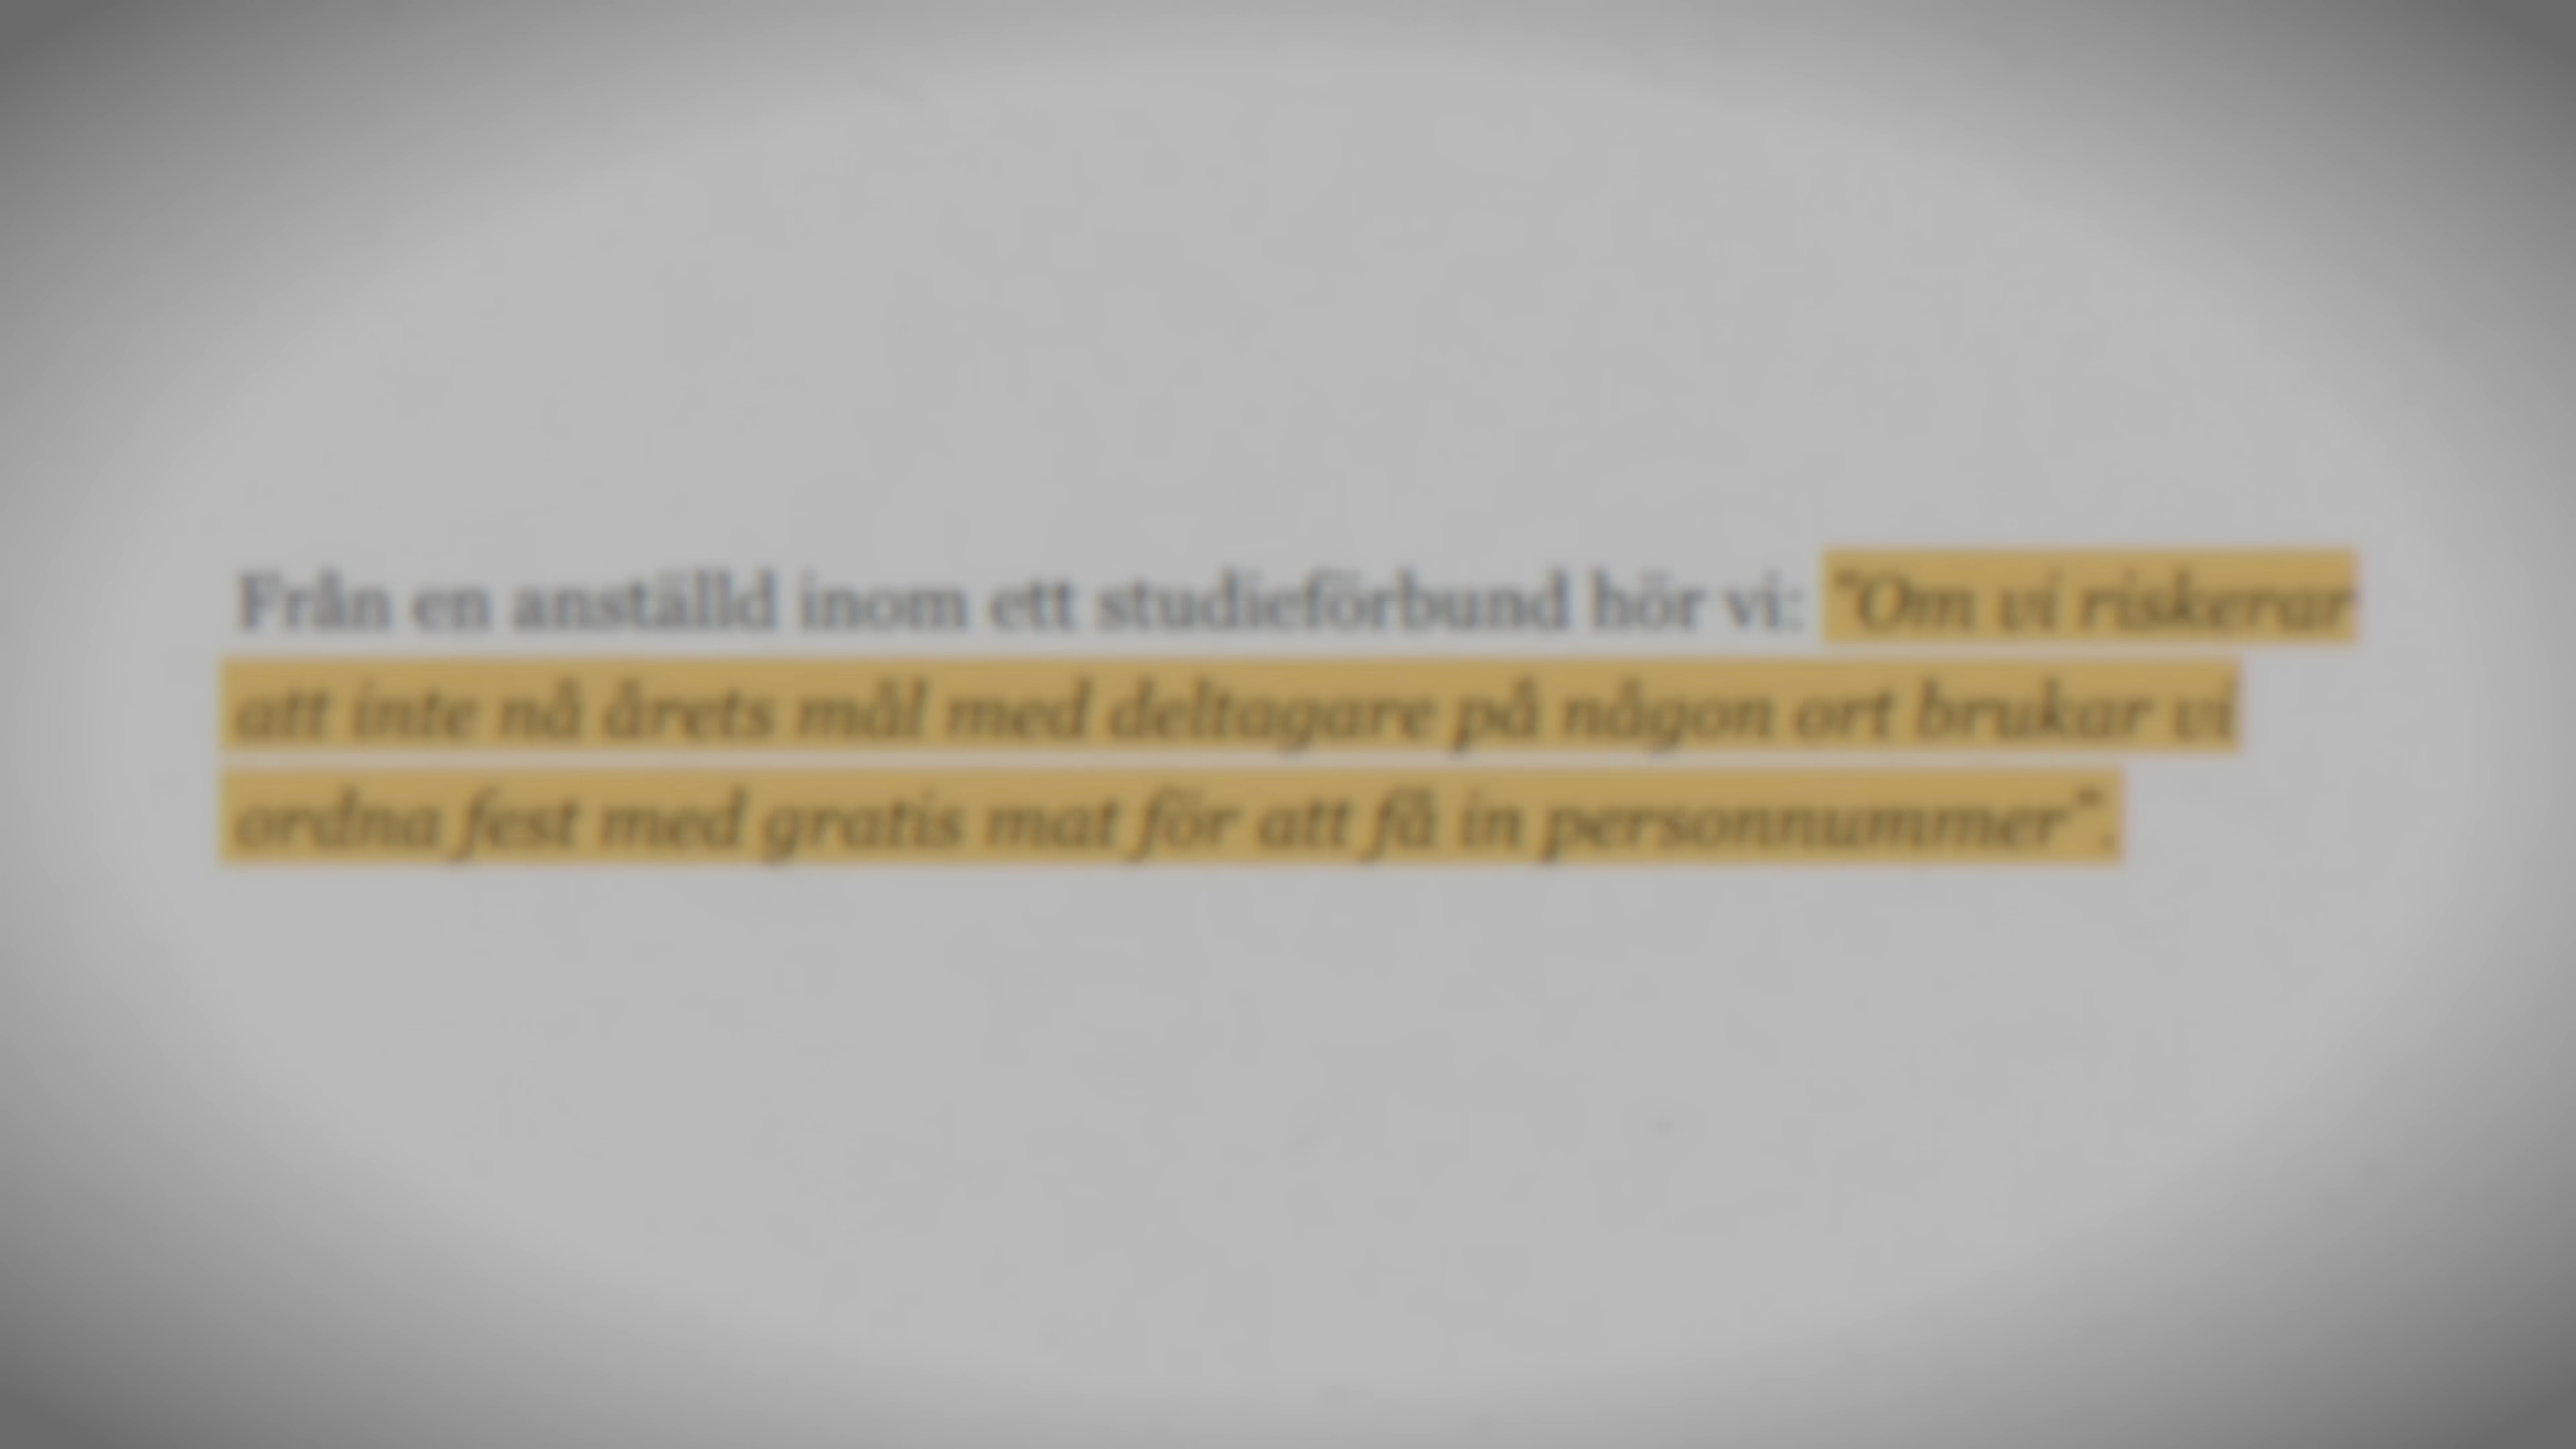 Från en anställd inom ett studieförbund hör vi: "Om vi riskerar
att inte nå årets mål med deltagare på någon ort brukar vi
ordna fest med gratis mat för att få in personnummer".